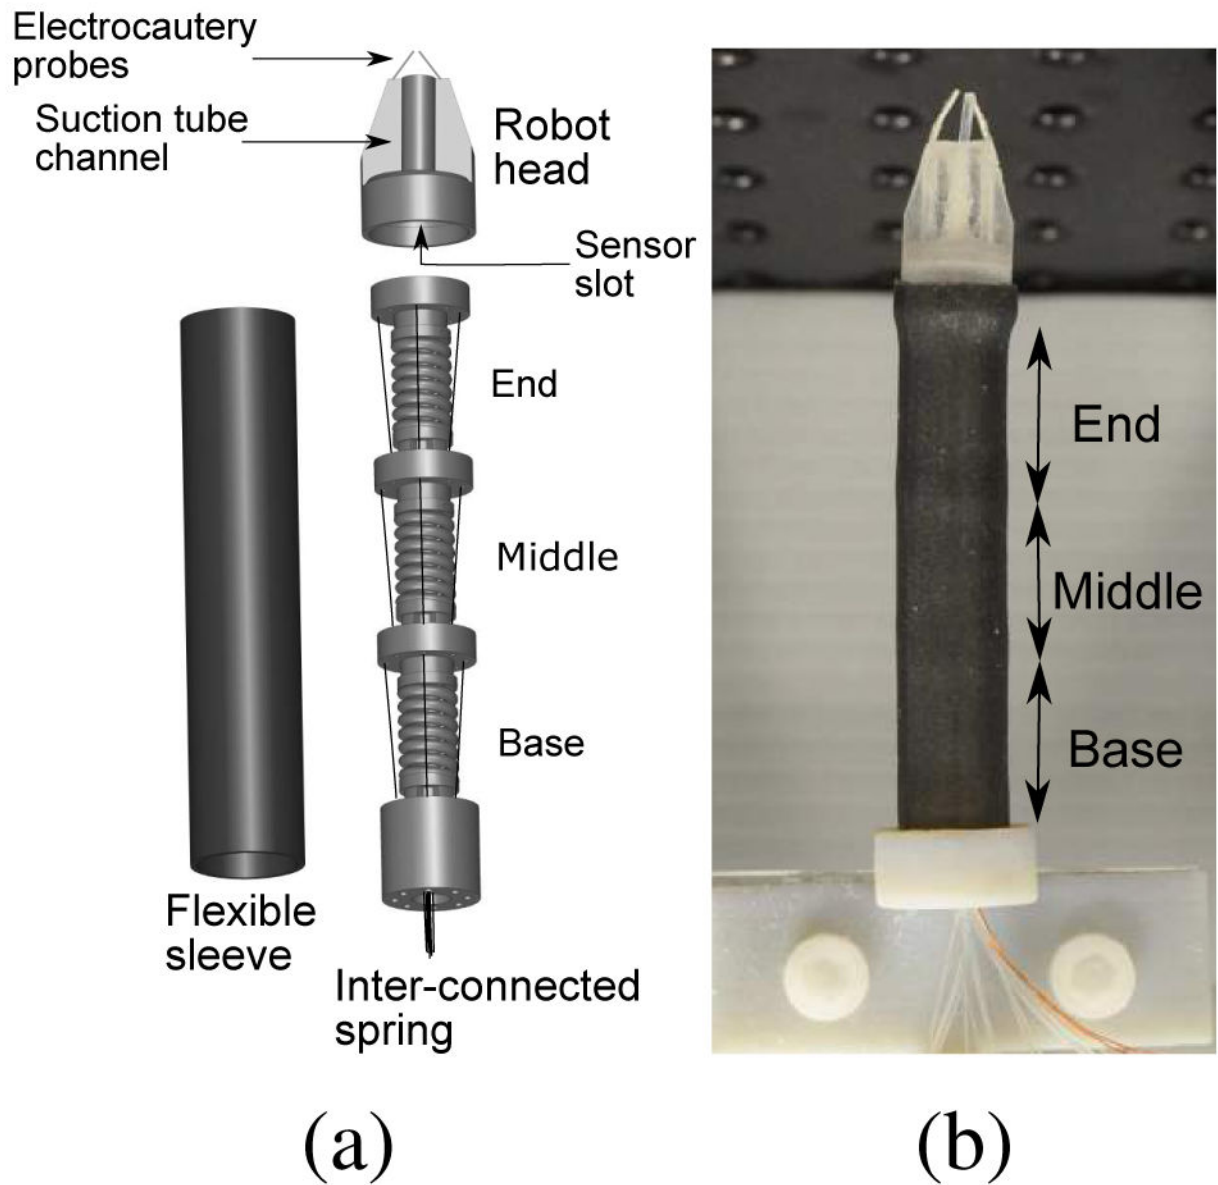 Electrocautery
probes
Suction tube
channel
Robot
head
Sensor
slot
End
Middle
Base
Flexible
sleeve
Inter-connected
spring
End
Middle
Base
(a)
(b)